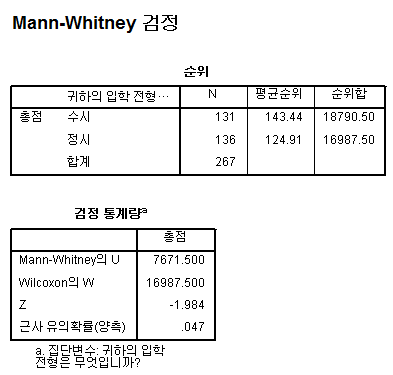 Mann-Whitney 검정
순위
귀하의 입학 전형… N 평균순위 순위합
총점 수시 131 143.44 18790.50
정시 136 124.91 16987.50
합계 267
검정 통계량a
총점
Mann-Whitney의 U 7671.500
Wilcoxon의 W 16987.500
Z -1.984
근사 유의확률(양측) .047
a. 집단변수: 귀하의 입학
전형은 무엇입니까?